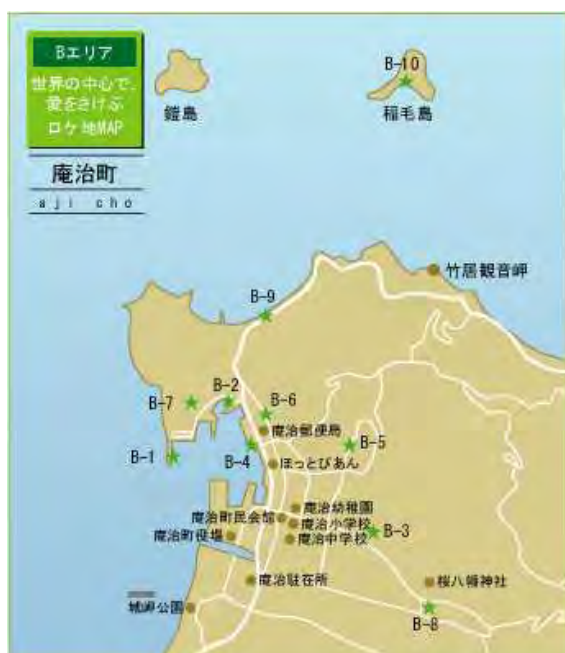 Bエリア
世界の中心で、
愛をさけぶ
ロケ地MAP
庵治町
aji cho
鎧島
B-10
稲毛島
竹居観音岬
B-9
B-2
B-7
B-6
庵治郵便局
B-5
B-1
B-4
ほっとぴあん
庵治幼稚園
庵治町民会館
庵治小学校
B-3
庵治町役場
庵治中学校
庵治駐在所
桜八幡神社
城岬公園
B-8